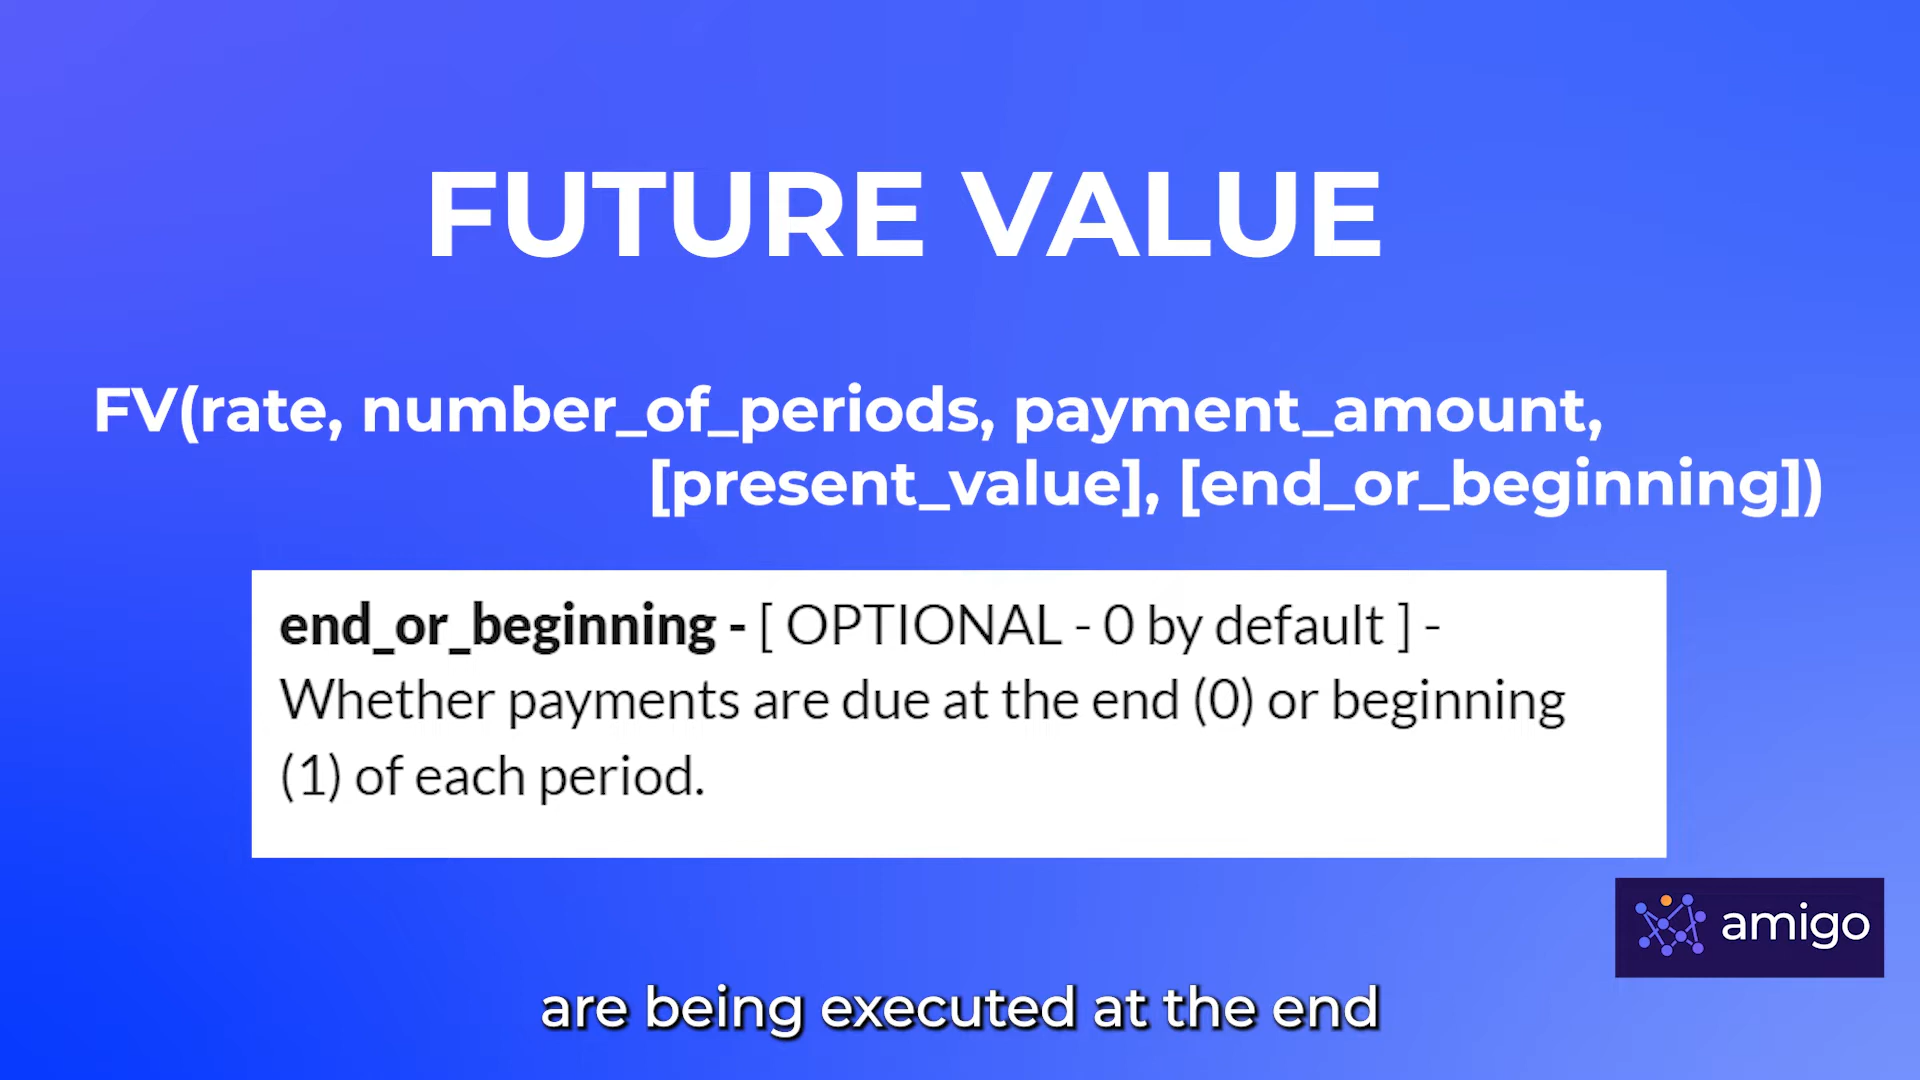 FUTURE VALUE
FV(rate, number_of_periods, payment_amount,
[present_value], [end_or_beginning])
end_or_beginning - [ OPTIONAL - 0 by default ] -
Whether payments are due at the end (0) or beginning
(1) of each period.
amigo
are being executed at the end